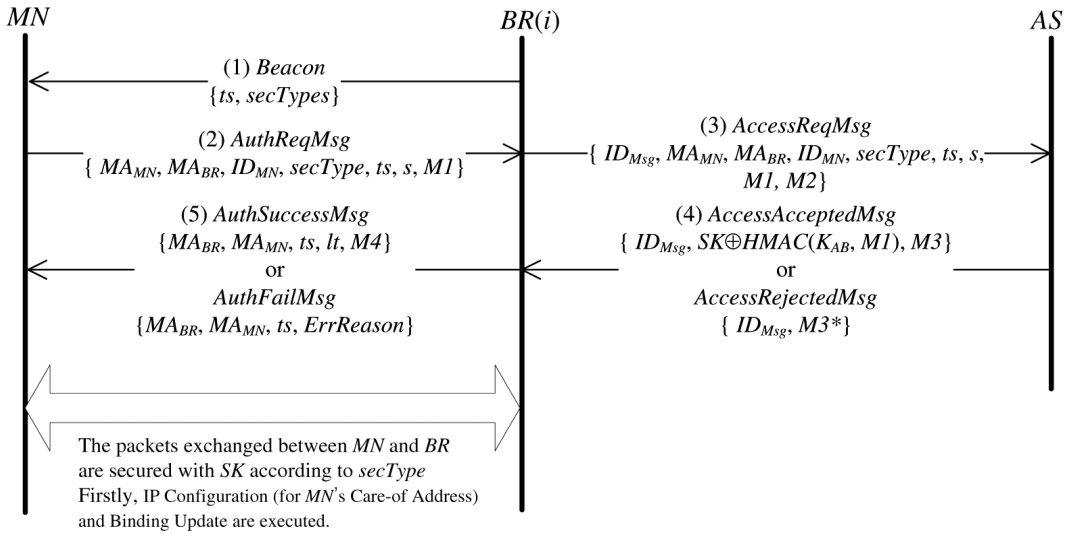 MN BR(i) AS
(1) Beacon
{ts, secTypes}
(2) AuthReqMsg
{ MA_MN, MA_BR, ID_MN, secType, ts, s, M1}
(3) AccessReqMsg
{ ID_Msg, MA_MN, MA_BR, ID_MN, secType, ts, s,
M1, M2}
(5) AuthSuccessMsg
{MA_BR, MA_MN, ts, lt, M4}
or
AuthFailMsg
{MA_BR, MA_MN, ts, ErrReason}
(4) AccessAcceptedMsg
{ ID_Msg, SK⊕HMAC(K_AB, M1), M3}
or
AccessRejectedMsg
{ ID_Msg, M3*}
The packets exchanged between MN and BR
are secured with SK according to secType
Firstly, IP Configuration (for MN's Care-of Address)
and Binding Update are executed.